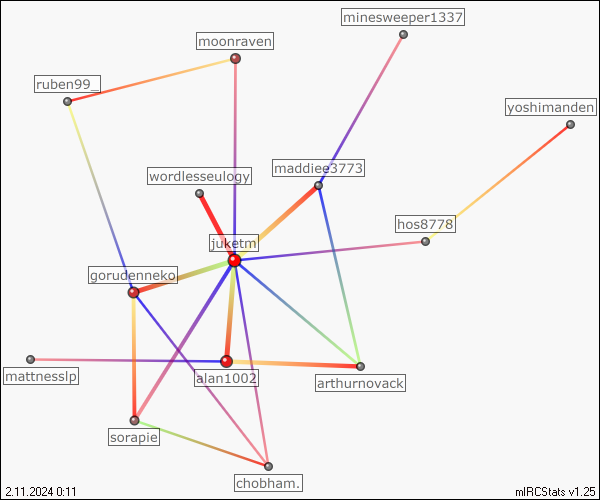 minesweeper1337
moonraven
ruben99_
yoshimanden
maddiee3773
wordlesseulogy
hos8778
juketm
gorudenneko
mattnesslp
alan1002
arthurnovack
sorapie
chobham.
2.11.2024 0:11
mIRCStats v1.25